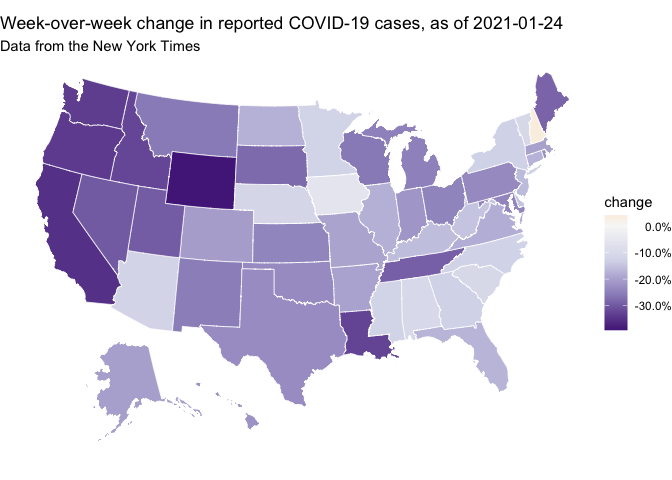 Week-over-week change in reported COVID-19 cases, as of 2021-01-24
Data from the New York Times
change
0.0%
-10.0%
-20.0%
-30.0%